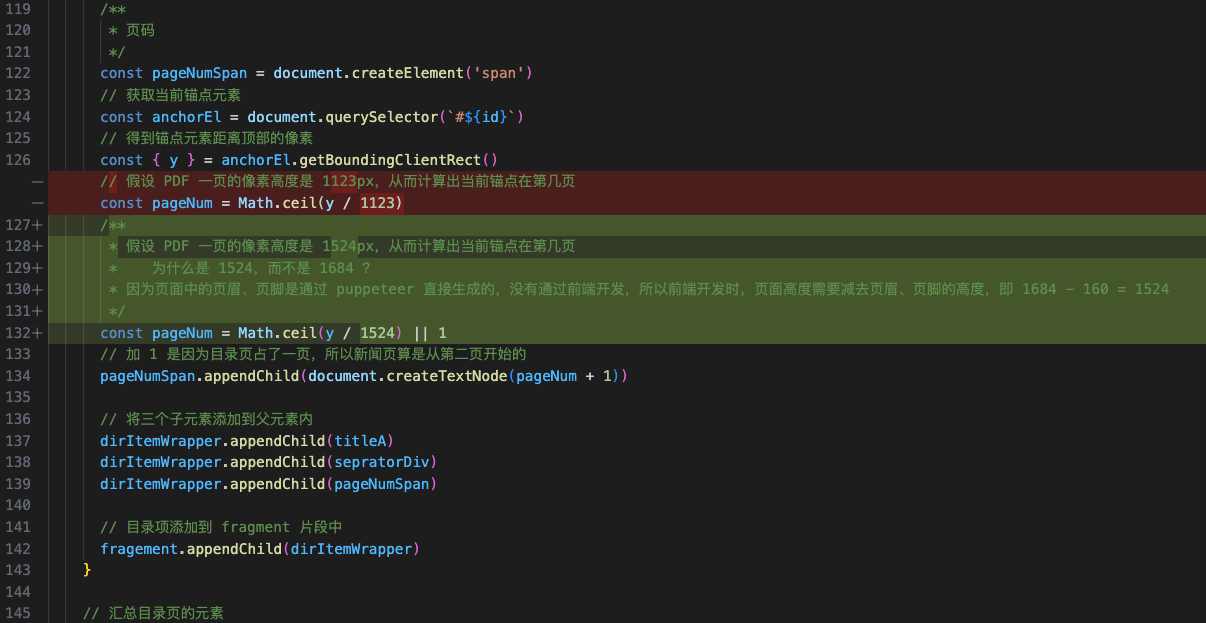 119 /**
120 * 页码
121 */
122 const pageNumSpan = document.createElement('span')
123 // 获取当前锚点元素
124 const anchorEl = document.querySelector(`#${id}`)
125 // 得到锚点元素距离顶部的像素
126 const { y } = anchorEl.getBoundingClientRect()
— // 假设 PDF 一页的像素高度是 1123px，从而计算出当前锚点在第几页
— const pageNum = Math.ceil(y / 1123)
127+ /**
128+ * 假设 PDF 一页的像素高度是 1524px，从而计算出当前锚点在第几页
129+ *    为什么是 1524，而不是 1684 ?
130+ * 因为页面中的页眉、页脚是通过 puppeteer 直接生成的，没有通过前端开发，所以前端开发时，页面高度需要减去页眉、页脚的高度，即 1684 - 160 = 1524
131+ */
132+ const pageNum = Math.ceil(y / 1524) || 1
133 // 加 1 是因为目录页占了一页，所以新闻页算是从第二页开始的
134 pageNumSpan.appendChild(document.createTextNode(pageNum + 1))
135
136 // 将三个子元素添加到父元素内
137 dirItemWrapper.appendChild(titleA)
138 dirItemWrapper.appendChild(sepratorDiv)
139 dirItemWrapper.appendChild(pageNumSpan)
140
141 // 目录项添加到 fragment 片段中
142 fragement.appendChild(dirItemWrapper)
143 }
144
145 // 汇总目录页的元素